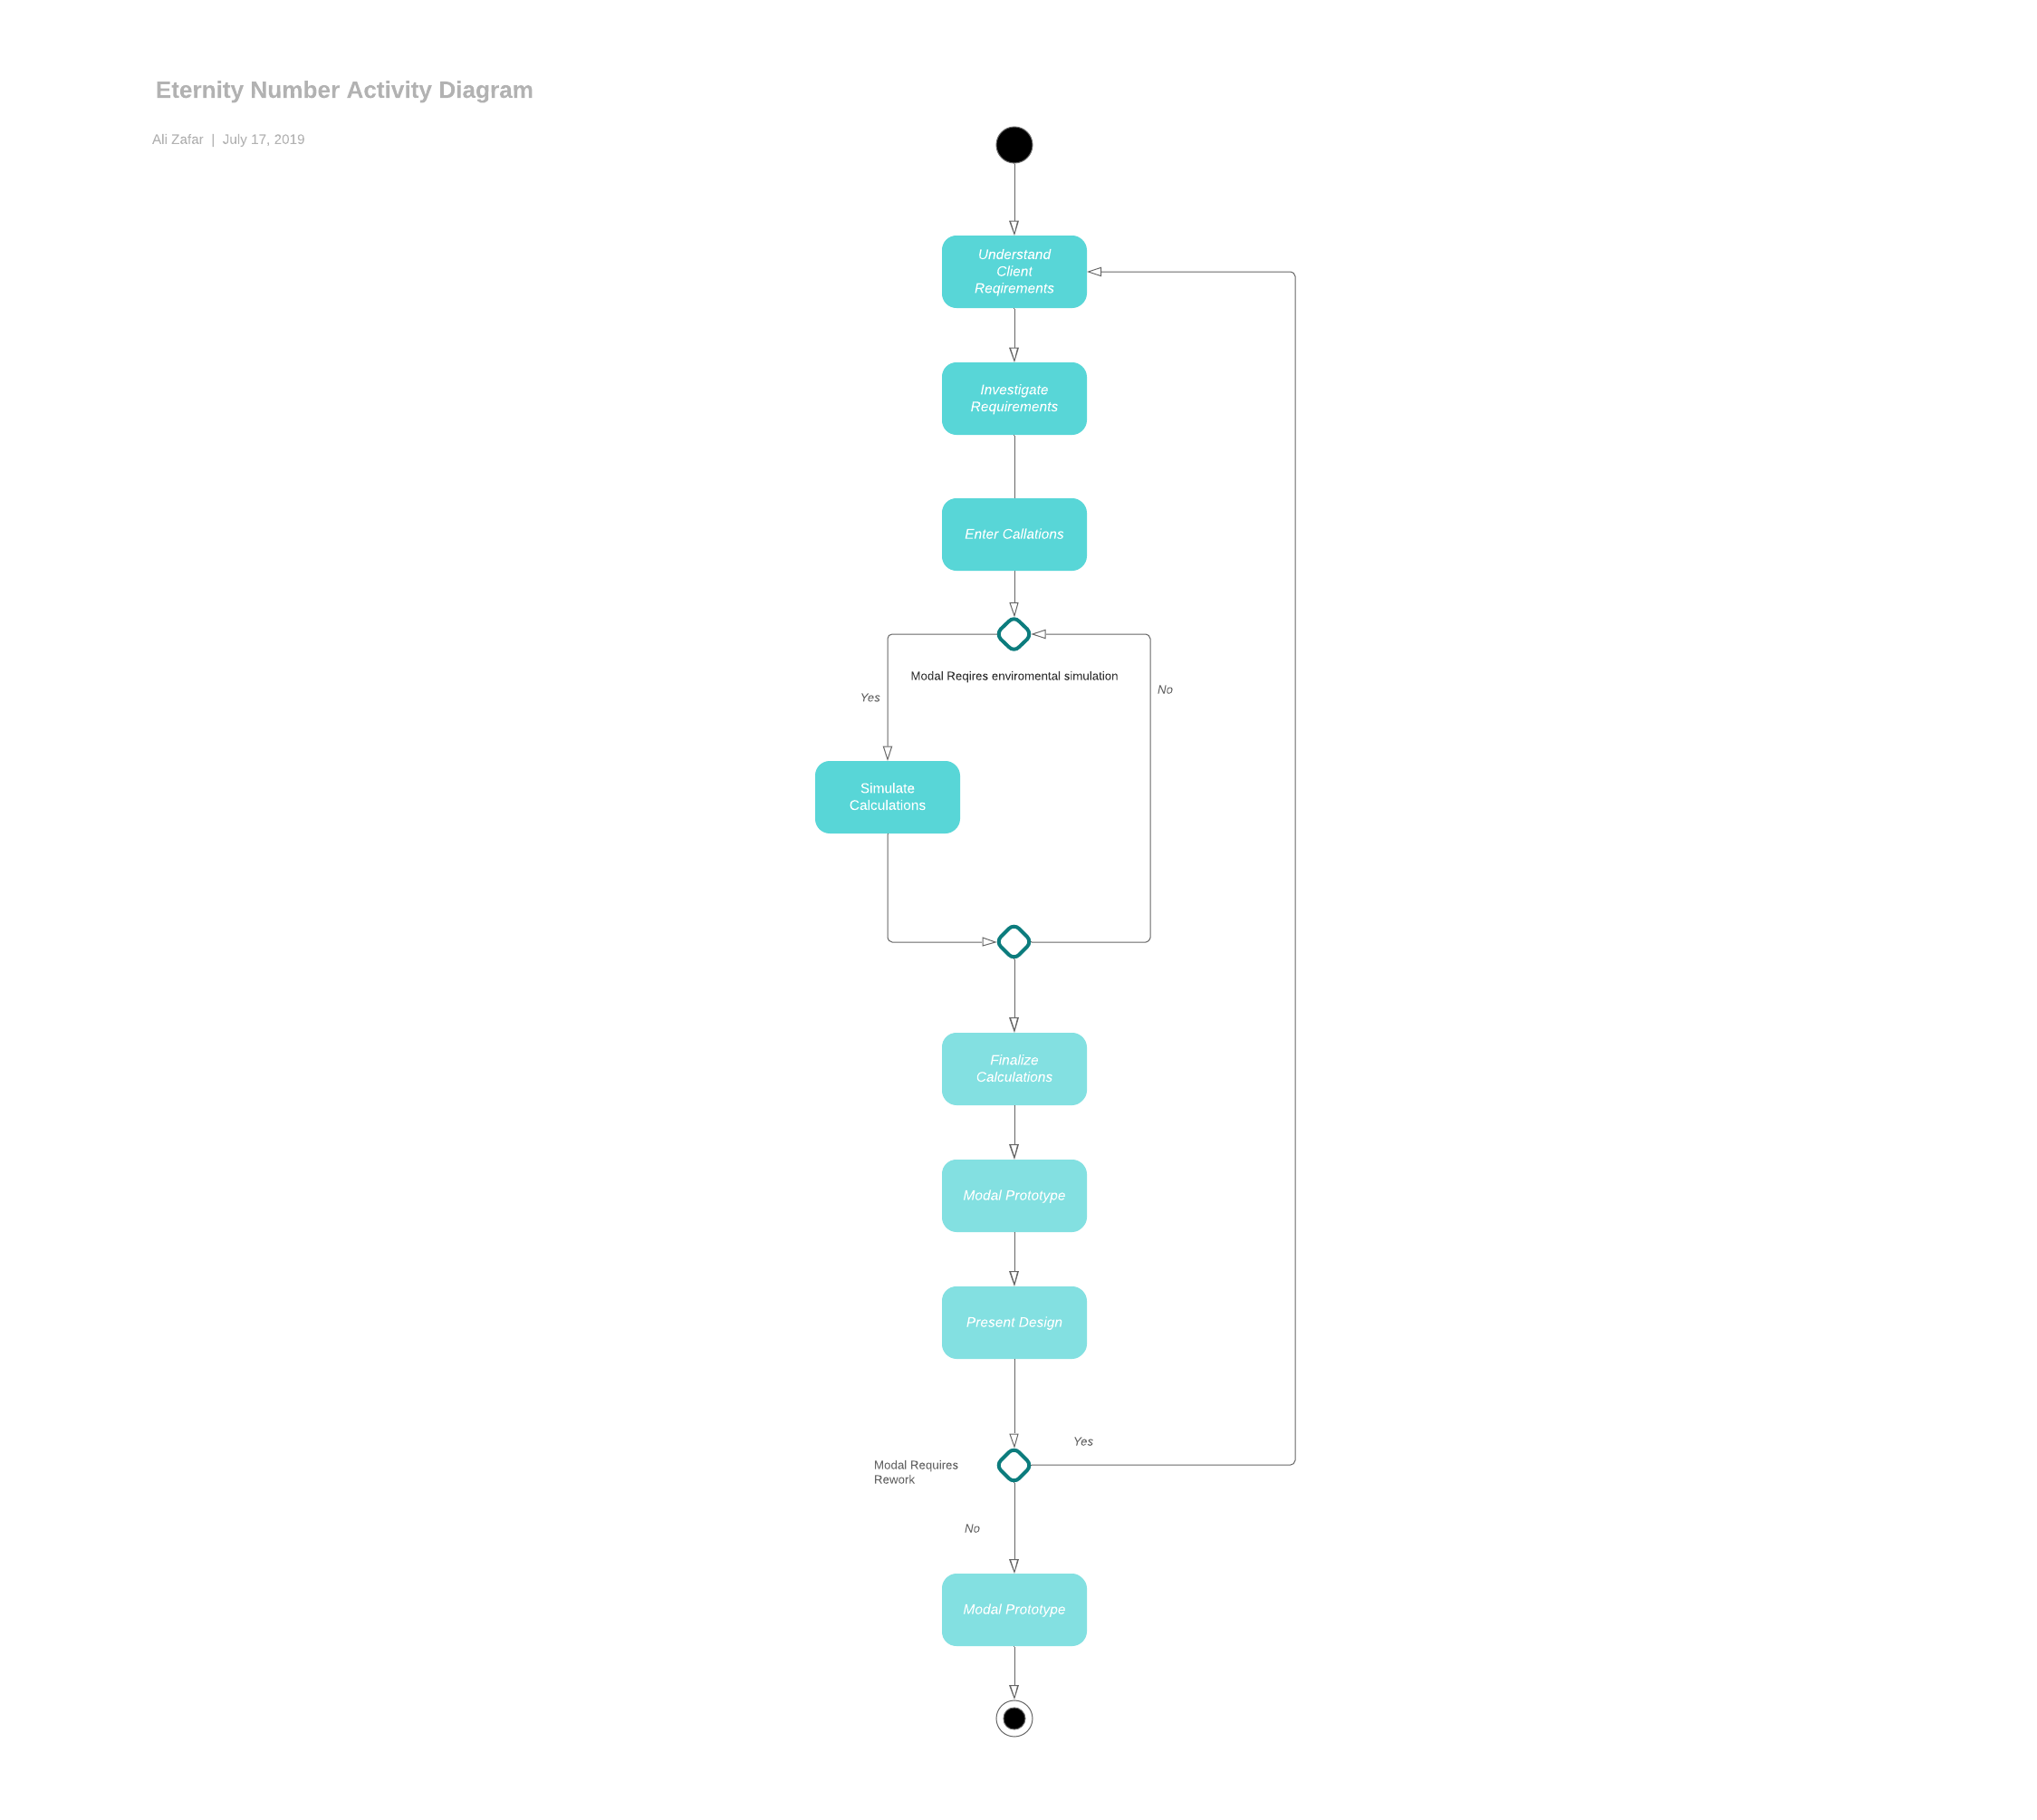 Eternity Number Activity Diagram
Ali Zafar | July 17, 2019
Understand
Client
Reqirements
Investigate
Requirements
Enter Callations
Modal Reqires enviromental simulation
Yes
No
Simulate
Calculations
Finalize
Calculations
Modal Prototype
Present Design
Yes
Modal Requires
Rework
No
Modal Prototype